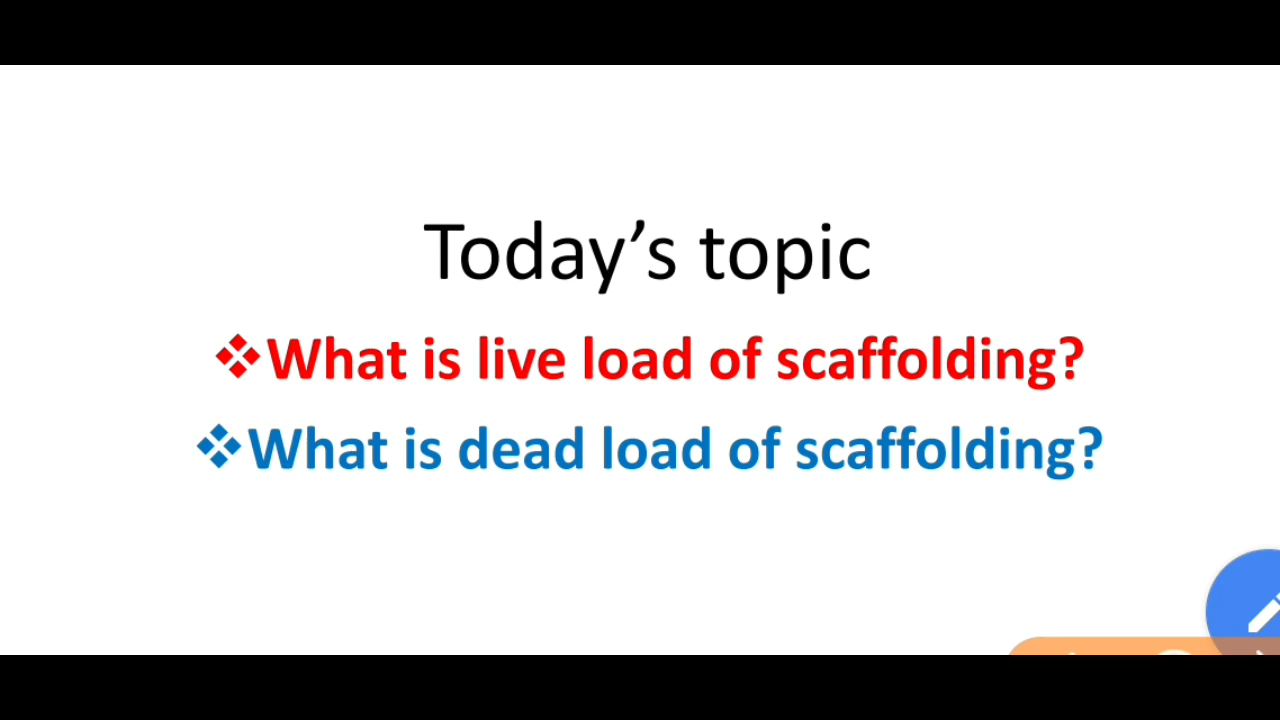 Today’s topic
❖What is live load of scaffolding?
❖What is dead load of scaffolding?